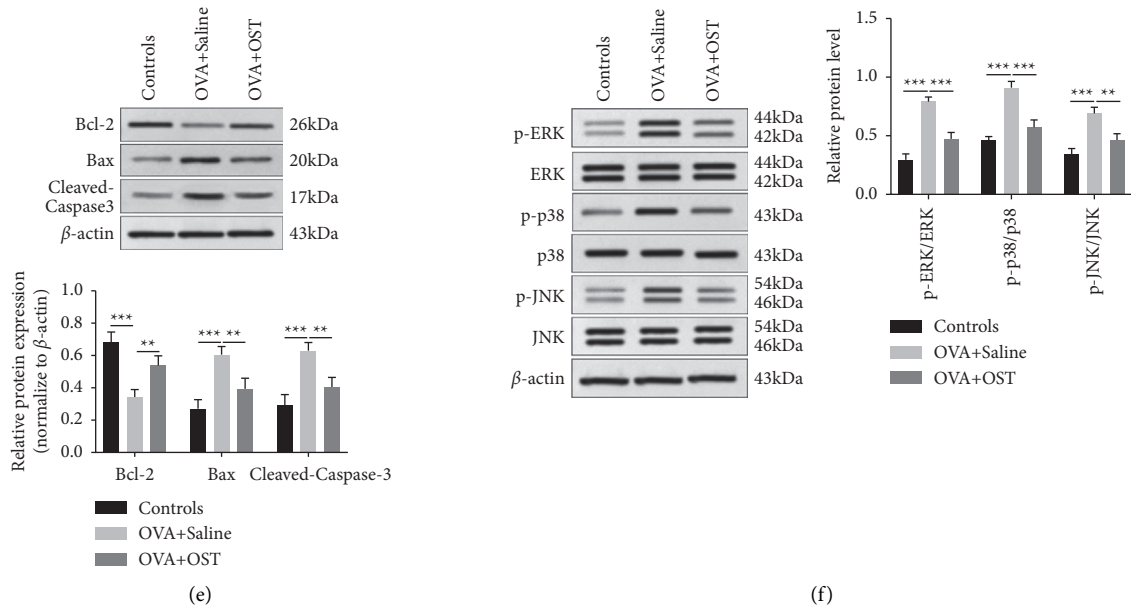 Controls
OVA+Saline
OVA+OST
Bcl-2
26kDa
Bax
20kDa
Cleaved-
Caspase3
17kDa
β-actin
43kDa
Relative protein expression
(normalize to β-actin)
1.0
0.8
0.6
0.4
0.2
0.0
***
**
***
**
***
**
Bcl-2
Bax
Cleaved-Caspase-3
Controls
OVA+Saline
OVA+OST
(e)
Controls
OVA+Saline
OVA+OST
p-ERK
44kDa
42kDa
ERK
44kDa
42kDa
p-p38
43kDa
p38
43kDa
p-JNK
54kDa
46kDa
JNK
54kDa
46kDa
β-actin
43kDa
Relative protein level
1.5
1.0
0.5
0.0
***
***
***
***
***
**
p-ERK/ERK
p-p38/p38
p-JNK/JNK
Controls
OVA+Saline
OVA+OST
(f)